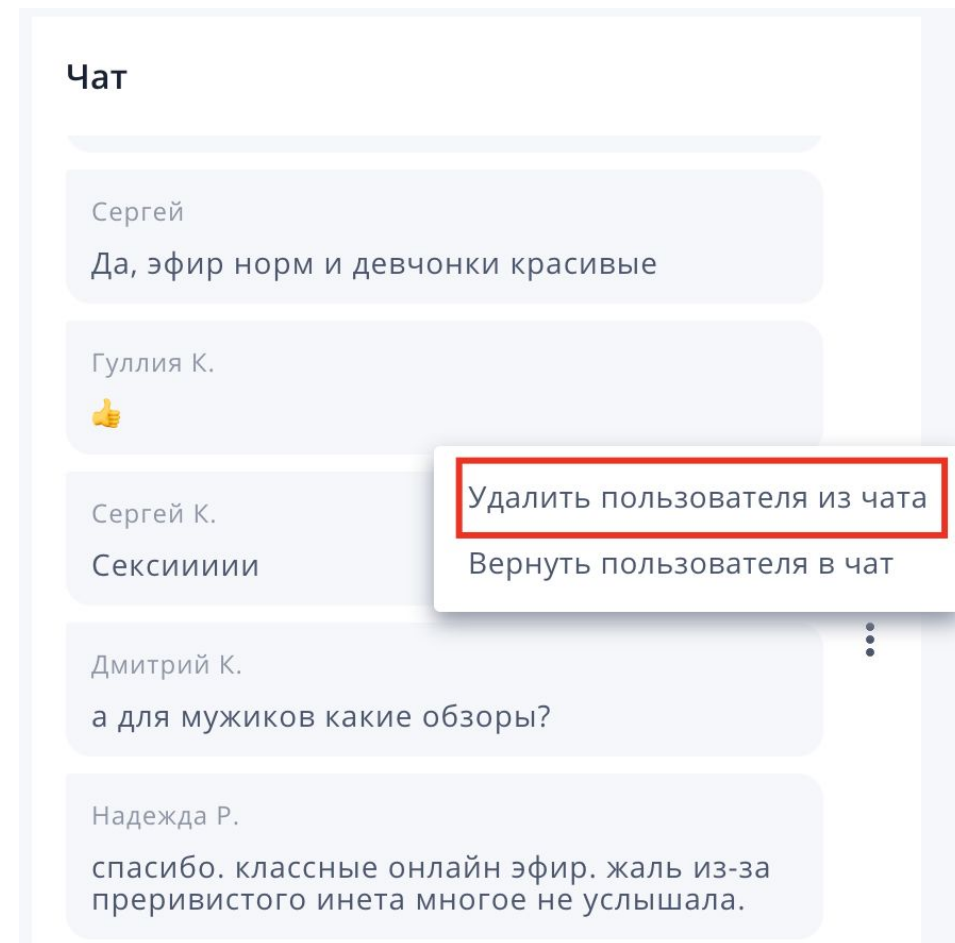 Чат
Сергей
Да, эфир норм и девчонки красивые
Гуллия К.
👍
Сергей К.
Сексиииии
Удалить пользователя из чата
Вернуть пользователя в чат
Дмитрий К.
а для мужиков какие обзоры?
Надежда Р.
спасибо. классные онлайн эфир. жаль из-за
преривистого инета многое не услышала.